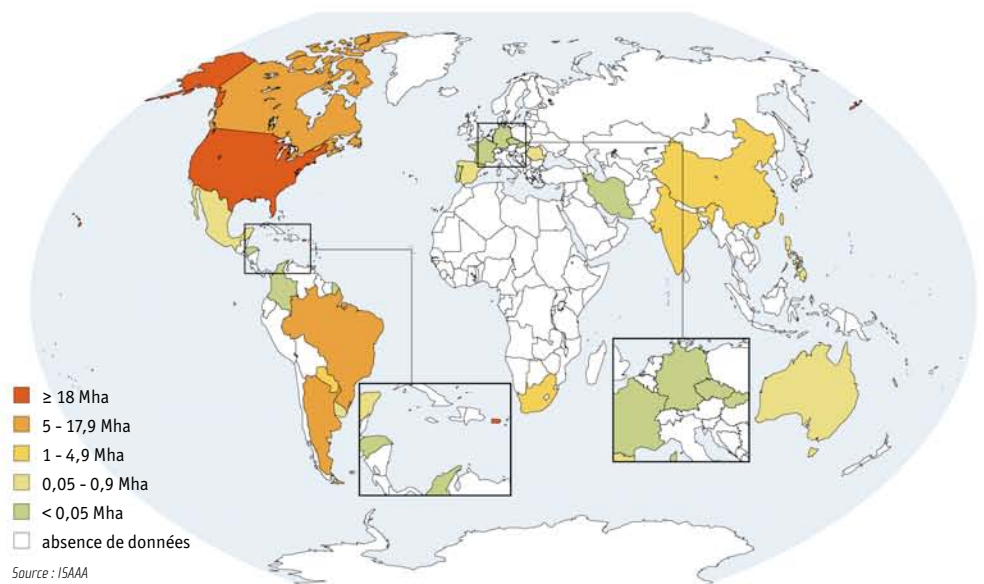 ≥ 18 Mha
5 - 17,9 Mha
1 - 4,9 Mha
0,05 - 0,9 Mha
< 0,05 Mha
absence de données
Source : ISAAA